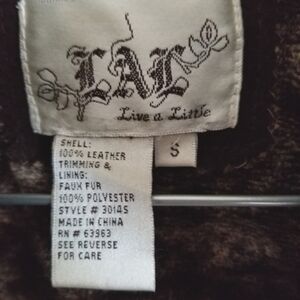 LAL
Live a Little
S
SHELL:
100% LEATHER
TRIMMING &
LINING:
FAUX FUR
100% POLYESTER
STYLE # 3014S
MADE IN CHINA
RN # 63963
SEE REVERSE
FOR CARE